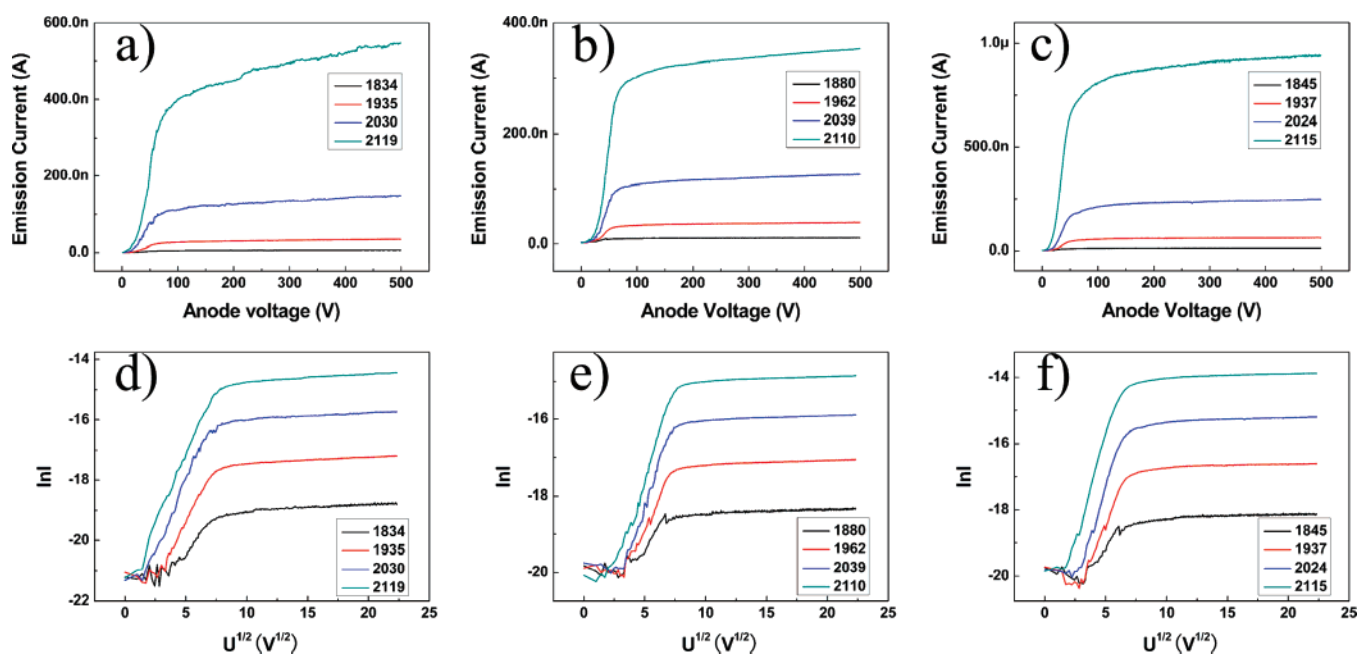 a)
600.0n
400.0n
200.0n
0.0
Emission Current (A)
1834
1935
2030
2119
0 100 200 300 400 500
Anode voltage (V)
b)
400.0n
200.0n
0.0
Emission Current (A)
1880
1962
2039
2110
0 100 200 300 400 500
Anode Voltage (V)
c)
1.0μ
500.0n
0.0
Emission Current (A)
1845
1937
2024
2115
0 100 200 300 400 500
Anode Voltage (V)
d)
-14
-16
-18
-20
-22
lnI
1834
1935
2030
2119
0 5 10 15 20 25
U^1/2 (V^1/2)
e)
-16
-18
-20
lnI
1880
1962
2039
2110
0 5 10 15 20 25
U^1/2 (V^1/2)
f)
-14
-16
-18
-20
lnI
1845
1937
2024
2115
0 5 10 15 20 25
U^1/2 (V^1/2)